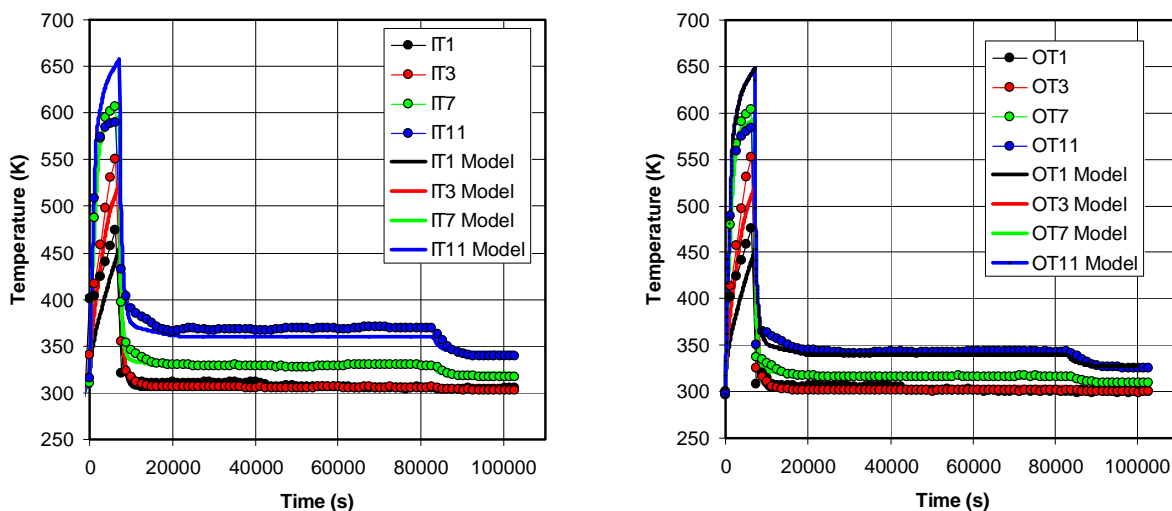 700
650
600
550
500
450
400
350
300
250
Temperature (K)
0
20000
40000
60000
80000
100000
Time (s)
IT1
IT3
IT7
IT11
IT1 Model
IT3 Model
IT7 Model
IT11 Model
700
650
600
550
500
450
400
350
300
250
Temperature (K)
0
20000
40000
60000
80000
100000
Time (s)
OT1
OT3
OT7
OT11
OT1 Model
OT3 Model
OT7 Model
OT11 Model